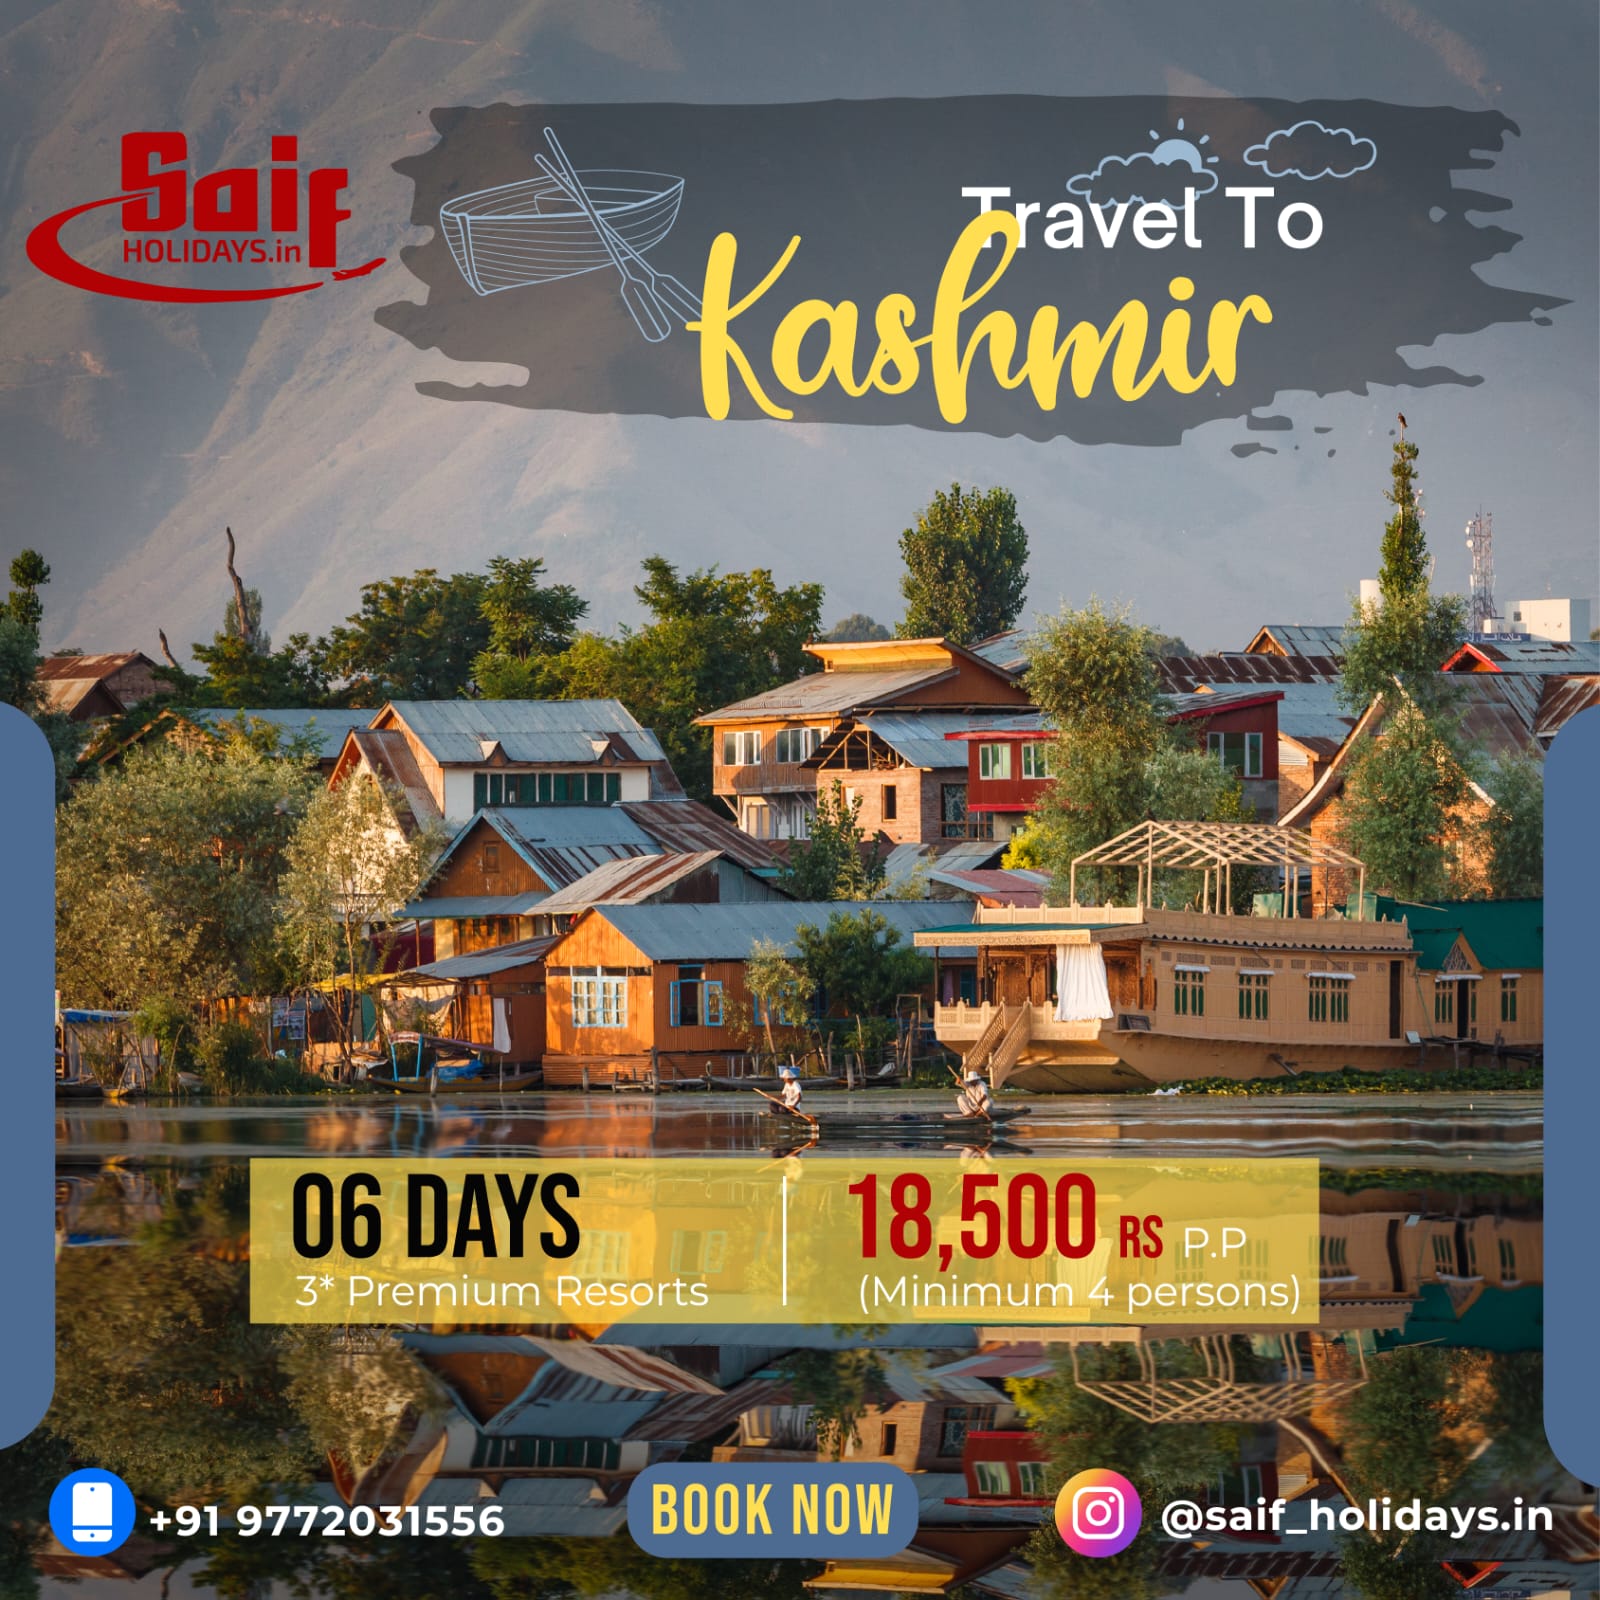 Saif
HOLIDAYS.in
Travel To
Kashmir
06 DAYS
3* Premium Resorts
18,500 RS P.P
(Minimum 4 persons)
+91 9772031556
BOOK NOW
@saif_holidays.in